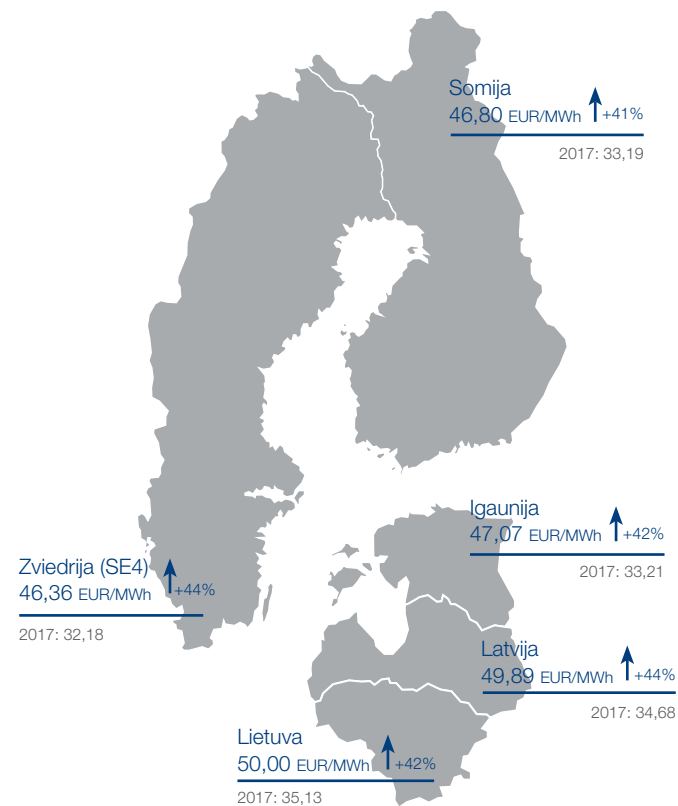 Somija
46,80 EUR/MWh +41%
2017: 33,19
Igaunija
47,07 EUR/MWh +42%
2017: 33,21
Zviedrija (SE4)
46,36 EUR/MWh +44%
2017: 32,18
Latvija
49,89 EUR/MWh +44%
2017: 34,68
Lietuva
50,00 EUR/MWh +42%
2017: 35,13